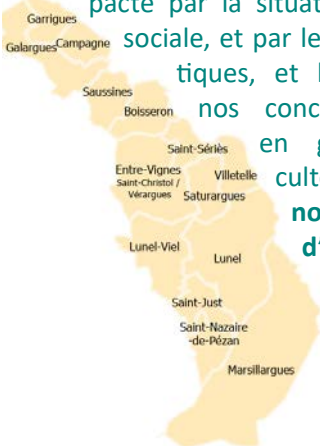 pacté par la situat
sociale, et par le
tiques, et l
nos conc
en g
cult
no
d’
Garrigues
Galargues
Campagne
Saussines
Boisseron
Saint-Sériès
Entre-Vignes
Saint-Christol /
Vérargues
Villetelle
Saturargues
Lunel-Viel
Lunel
Saint-Just
Saint-Nazaire
-de-Pézan
Marsillargues